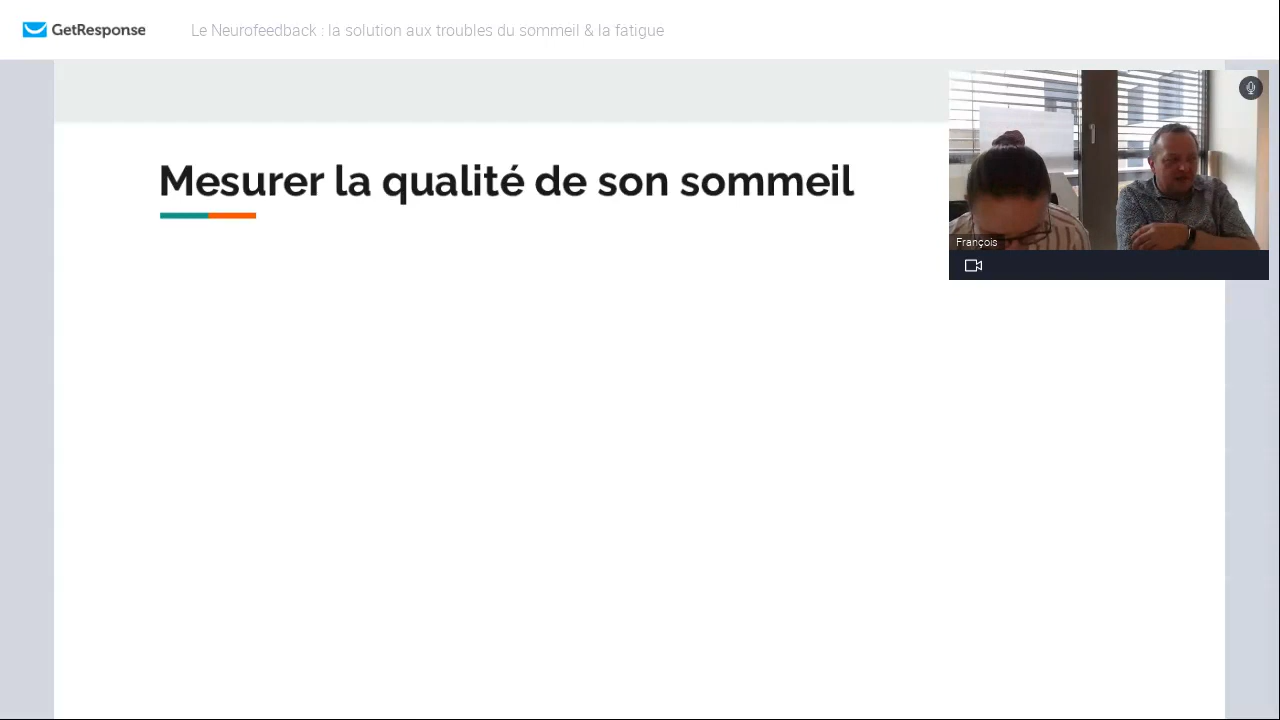 GetResponse
Le Neurofeedback : la solution aux troubles du sommeil & la fatigue
Mesurer la qualité de son sommeil
François